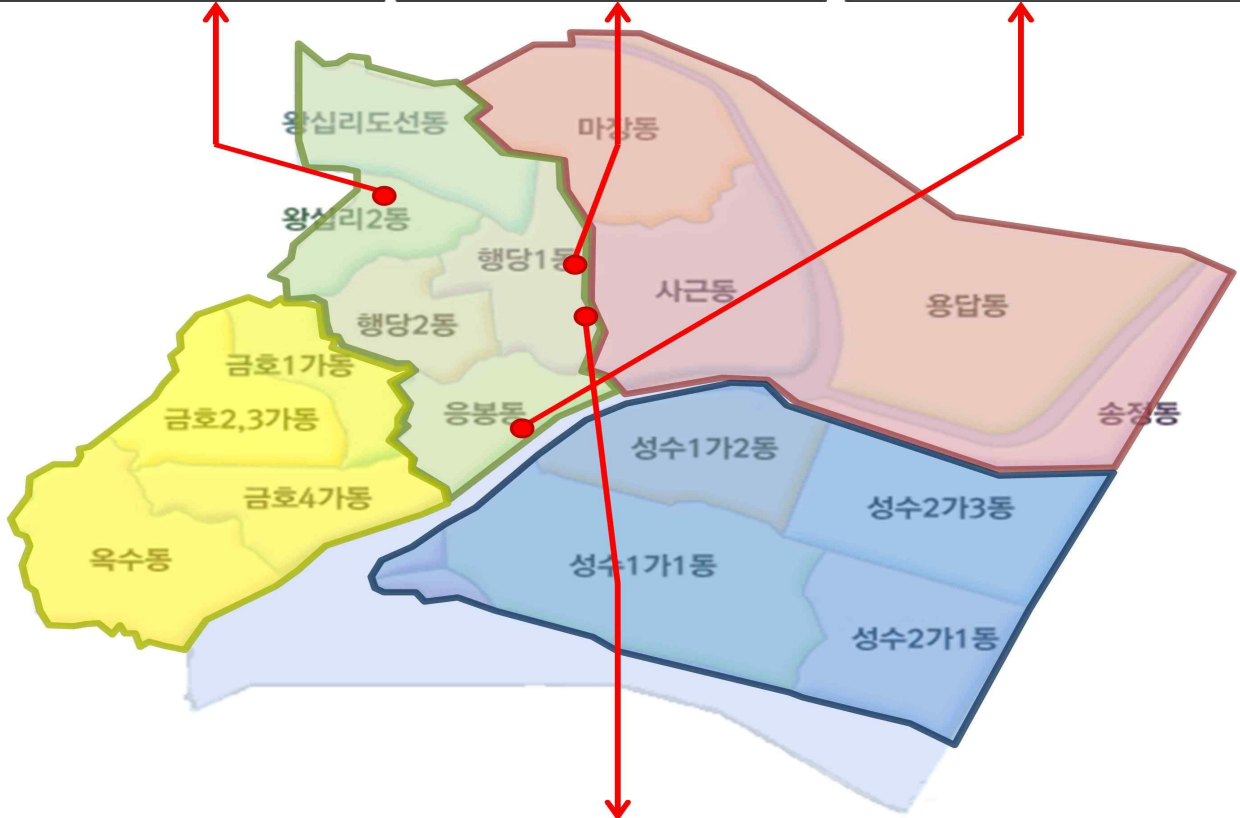 왕십리도선동
마장동
왕십리2동
행당1동
사근동
용답동
행당2동
금호1가동
금호2,3가동
응봉동
송정동
성수1가2동
금호4가동
성수2가3동
옥수동
성수1가1동
성수2가1동